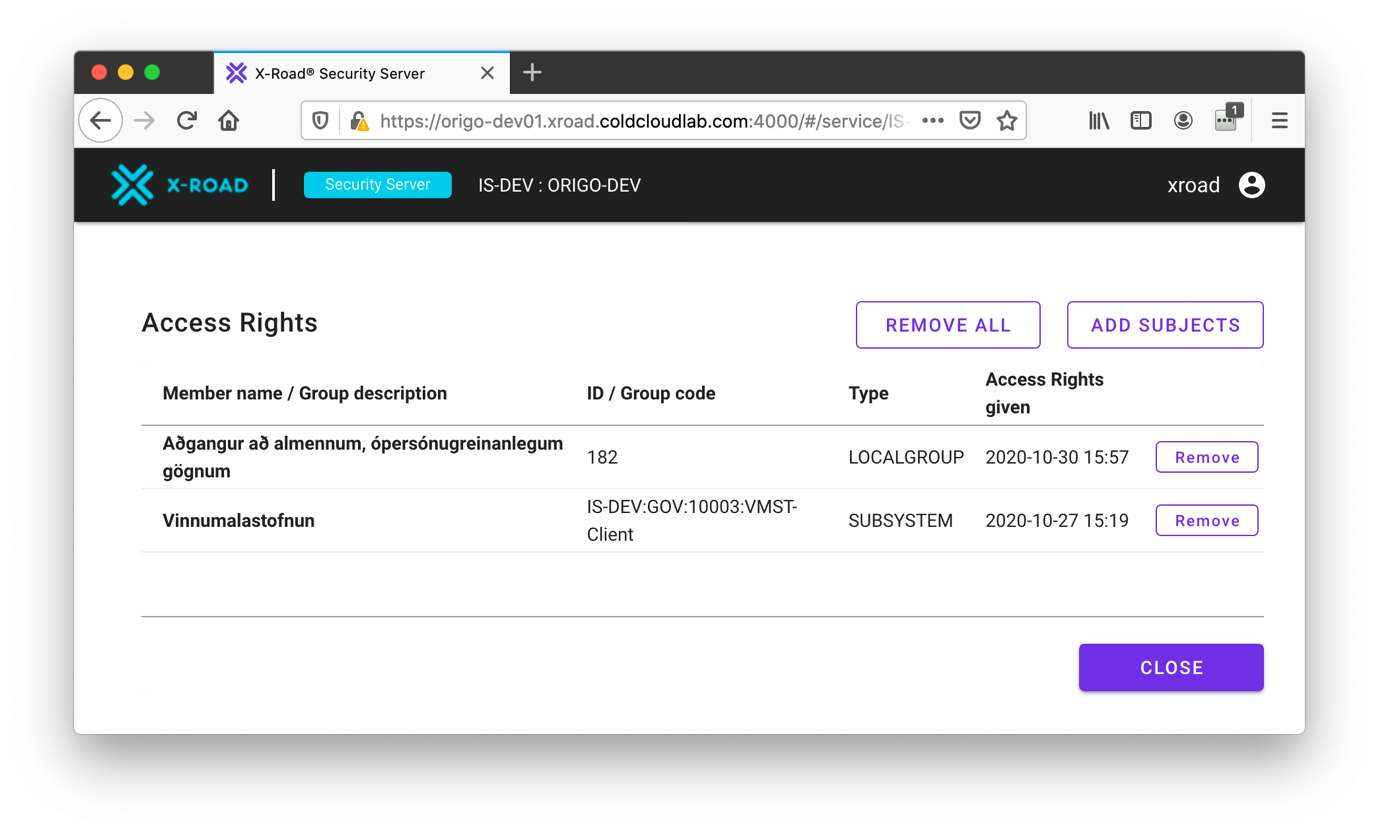 X-Road® Security Server
https://origo-dev01.xroad.coldcloudlab.com:4000/#/service/IS-
1
X-ROAD
Security Server
IS-DEV : ORIGO-DEV
xroad
Access Rights
REMOVE ALL
ADD SUBJECTS
Member name / Group description
ID / Group code
Type
Access Rights
given
Aðgangur að almennum, ópersónugreinanlegum
gögnum
182
LOCALGROUP
2020-10-30 15:57
Remove
Vinnumalastofnun
IS-DEV:GOV:10003:VMST-
Client
SUBSYSTEM
2020-10-27 15:19
Remove
CLOSE